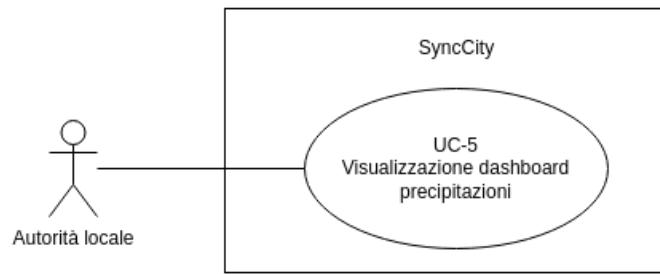 SyncCity
UC-5
Visualizzazione dashboard
precipitazioni
Autorità locale